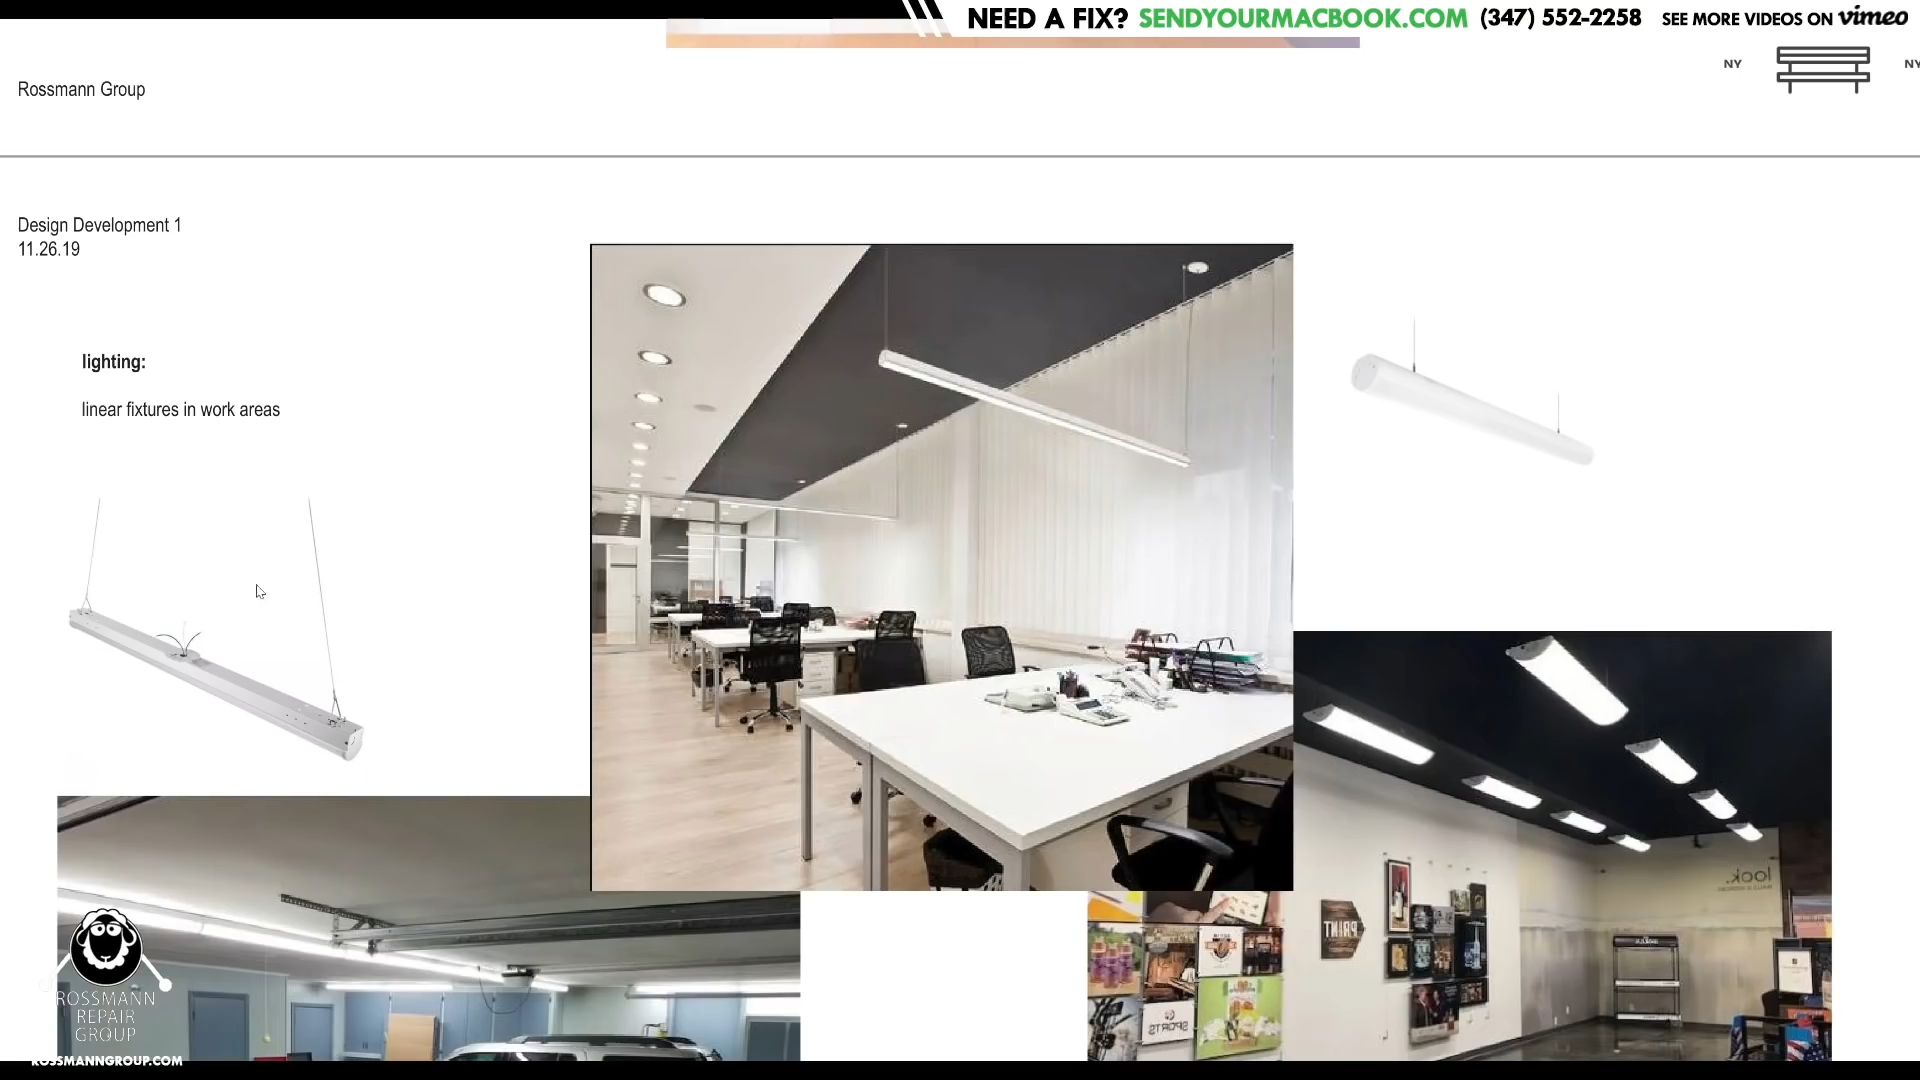 NEED A FIX? SENDYOURMACBOOK.COM (347) 552-2258 SEE MORE VIDEOS ON vimeo
NY NY
Rossmann Group
Design Development 1
11.26.19
lighting:
linear fixtures in work areas
look.
PRINT
SPORTS
ROSSMANN
REPAIR
GROUP
ROSSMANNGROUP.COM